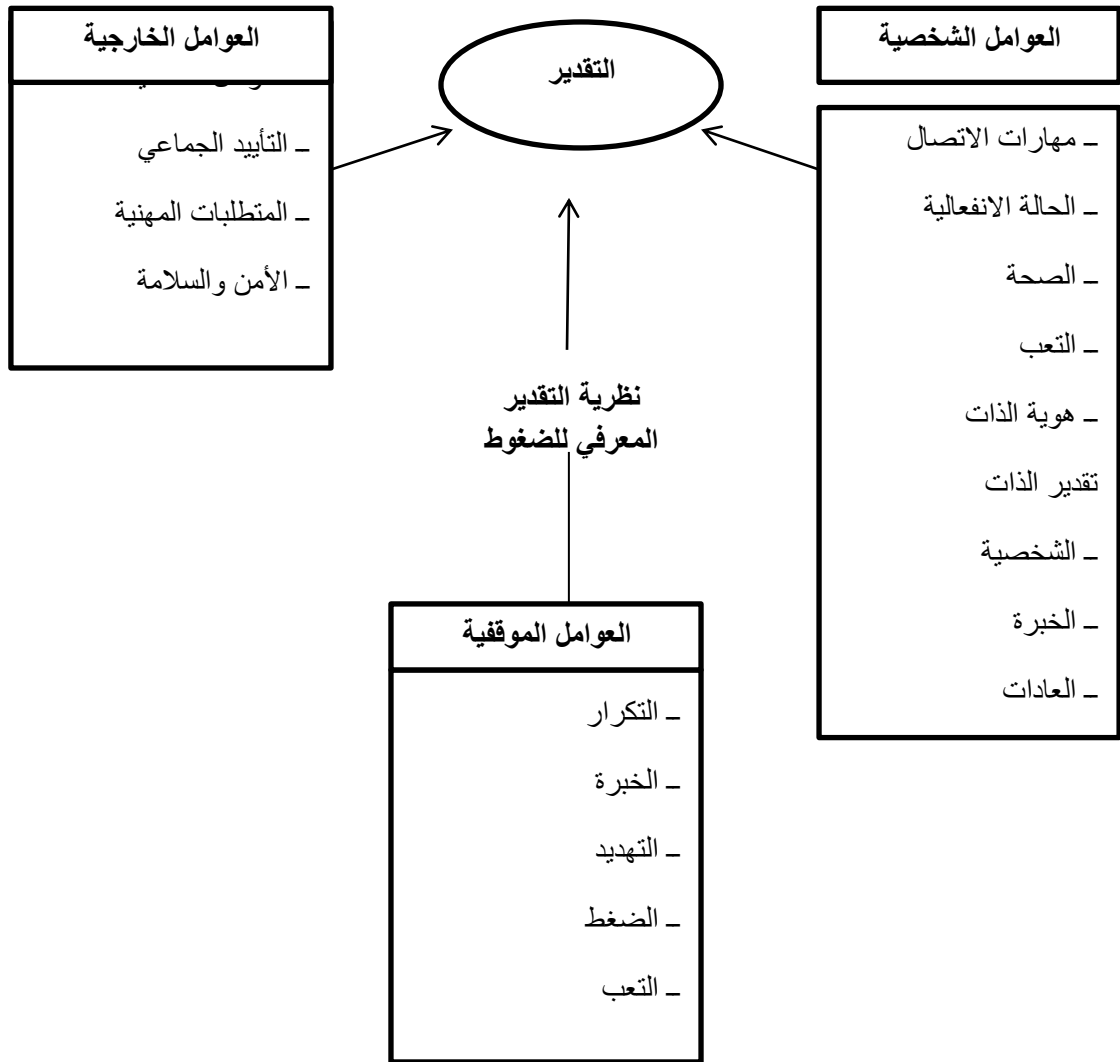 العوامل الشخصية
ـ مهارات الاتصال
ـ الحالة الانفعالية
ـ الصحة
ـ التعب
ـ هوية الذات
تقدير الذات
ـ الشخصية
ـ الخبرة
ـ العادات
التقدير
العوامل الخارجية
ـ التأييد الجماعي
ـ المتطلبات المهنية
ـ الأمن والسلامة
نظرية التقدير
المعرفي للضغوط
العوامل الموقفية
ـ التكرار
ـ الخبرة
ـ التهديد
ـ الضغط
ـ التعب